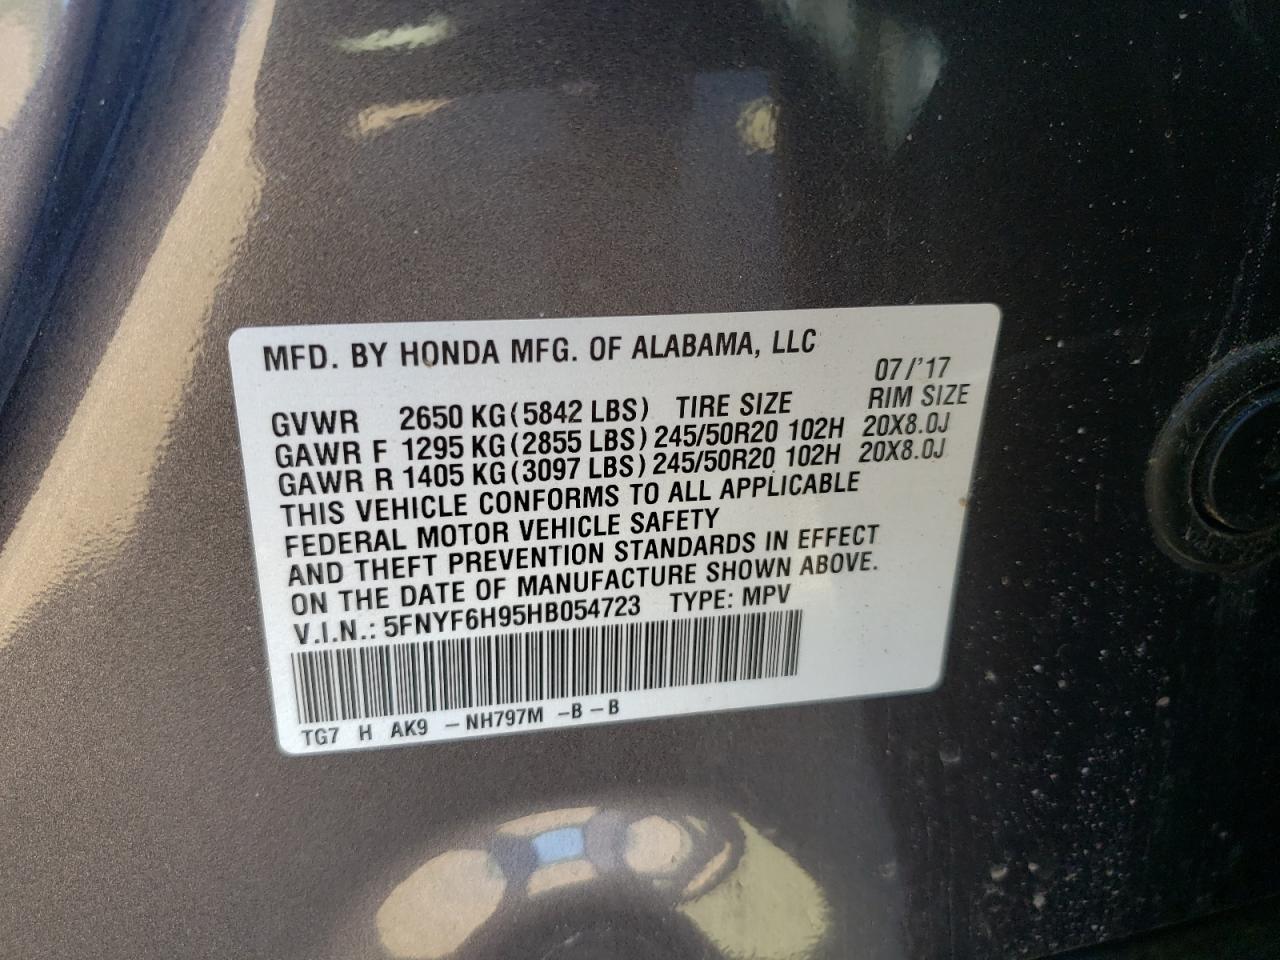 MFD. BY HONDA MFG. OF ALABAMA, LLC
07/'17
GVWR 2650 KG(5842 LBS) TIRE SIZE RIM SIZE
GAWR F 1295 KG(2855 LBS) 245/50R20 102H 20X8.0J
GAWR R 1405 KG(3097 LBS) 245/50R20 102H 20X8.0J
THIS VEHICLE CONFORMS TO ALL APPLICABLE
FEDERAL MOTOR VEHICLE SAFETY
AND THEFT PREVENTION STANDARDS IN EFFECT
ON THE DATE OF MANUFACTURE SHOWN ABOVE.
V.I.N.: 5FNYF6H95HB054723 TYPE: MPV
TG7 H AK9 -NH797M -B-B